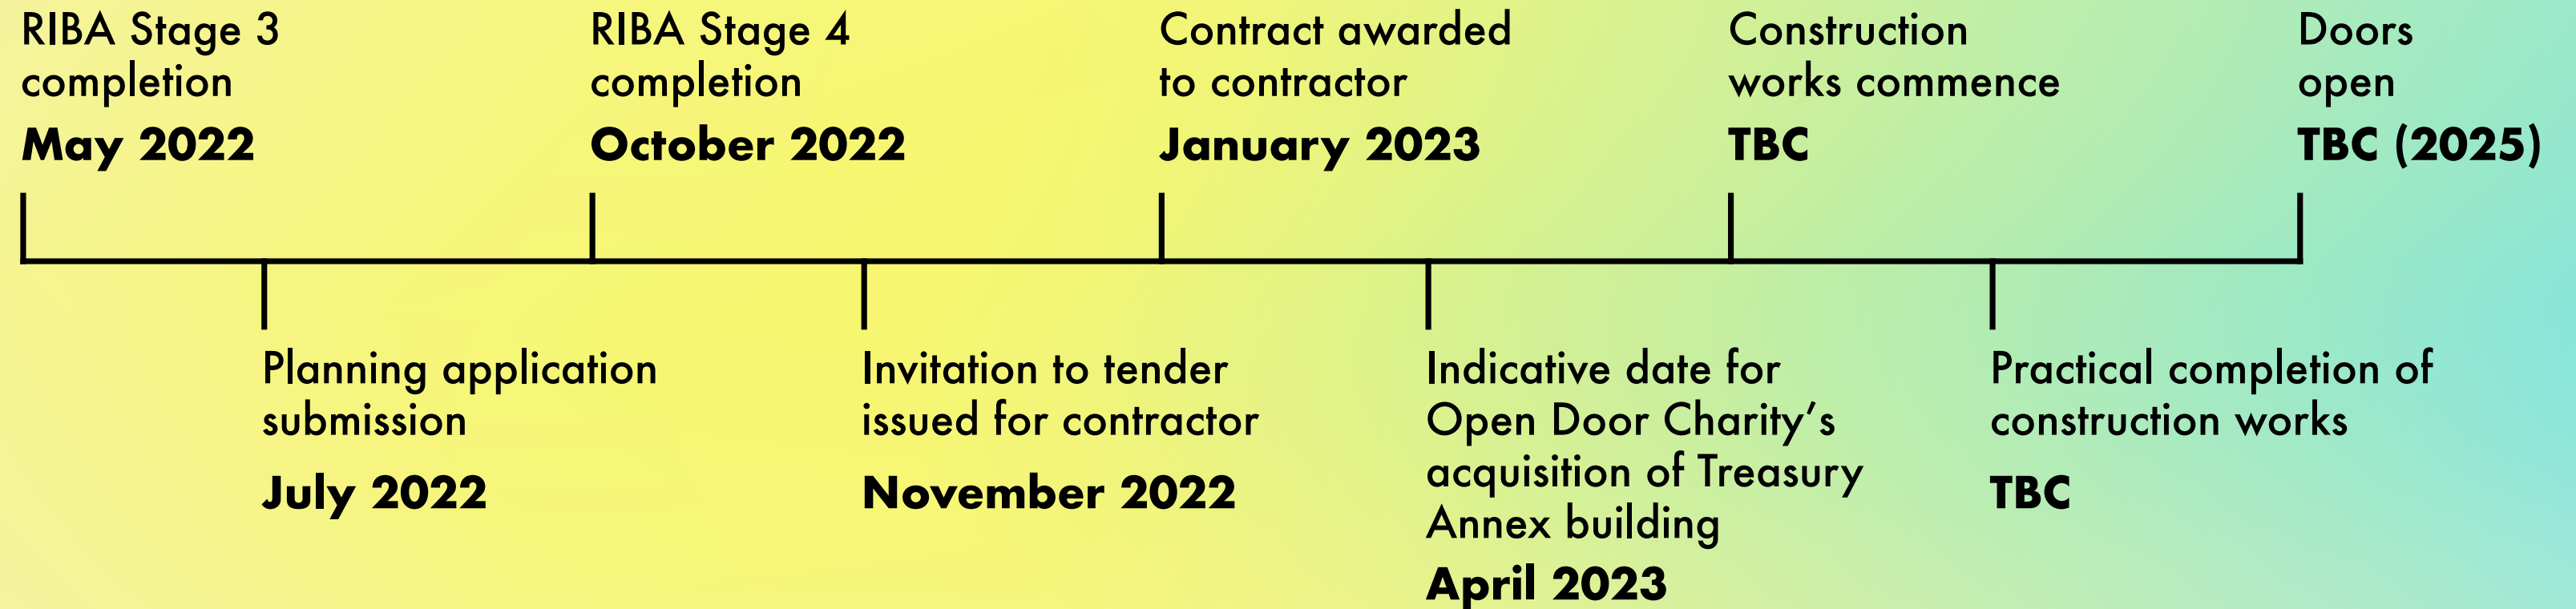 RIBA Stage 3
completion
May 2022
RIBA Stage 4
completion
October 2022
Contract awarded
to contractor
January 2023
Construction
works commence
TBC
Doors
open
TBC (2025)
Planning application
submission
July 2022
Invitation to tender
issued for contractor
November 2022
Indicative date for
Open Door Charity’s
acquisition of Treasury
Annex building
April 2023
Practical completion of
construction works
TBC